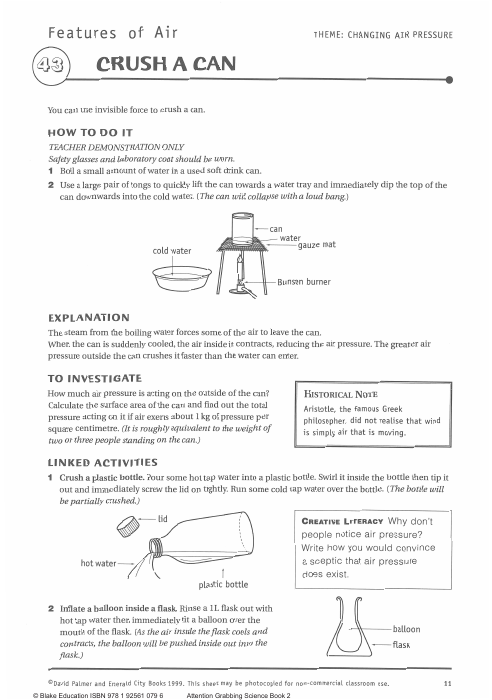 Features of Air
THEME: CHANGING AIR PRESSURE
43
CRUSH A CAN
You can use invisible force to crush a can.
HOW TO DO IT
TEACHER DEMONSTRATION ONLY
Safety glasses and laboratory coat should be worn.
1 Boil a small amount of water in a used soft drink can.
2 Use a large pair of tongs to quickly lift the can towards a water tray and immediately dip the top of the
can downwards into the cold water. (The can will collapse with a loud bang.)
can
water
gauze mat
cold water
Bunsen burner
EXPLANATION
The steam from the boiling water forces some of the air to leave the can.
When the can is suddenly cooled, the air inside it contracts, reducing the air pressure. The greater air
pressure outside the can crushes it faster than the water can enter.
TO INVESTIGATE
How much air pressure is acting on the outside of the can?
Calculate the surface area of the can and find out the total
pressure acting on it if air exerts about 1 kg of pressure per
square centimetre. (It is roughly equivalent to the weight of
two or three people standing on the can.)
HISTORICAL NOTE
Aristotle, the famous Greek
philosopher, did not realise that wind
is simply air that is moving.
LINKED ACTIVITIES
1 Crush a plastic bottle. Pour some hot tap water into a plastic bottle. Swirl it inside the bottle then tip it
out and immediately screw the lid on tightly. Run some cold tap water over the bottle. (The bottle will
be partially crushed.)
lid
hot water
plastic bottle
CREATIVE LITERACY Why don't
people notice air pressure?
Write how you would convince
a sceptic that air pressure
does exist.
2 Inflate a balloon inside a flask. Rinse a 1L flask out with
hot tap water then immediately fit a balloon over the
mouth of the flask. (As the air inside the flask cools and
contracts, the balloon will be pushed inside out into the
flask.)
balloon
flask
©David Palmer and Emerald City Books 1999. This sheet may be photocopied for non-commercial classroom use.
11
© Blake Education ISBN 978 1 92561 079 6 Attention Grabbing Science Book 2